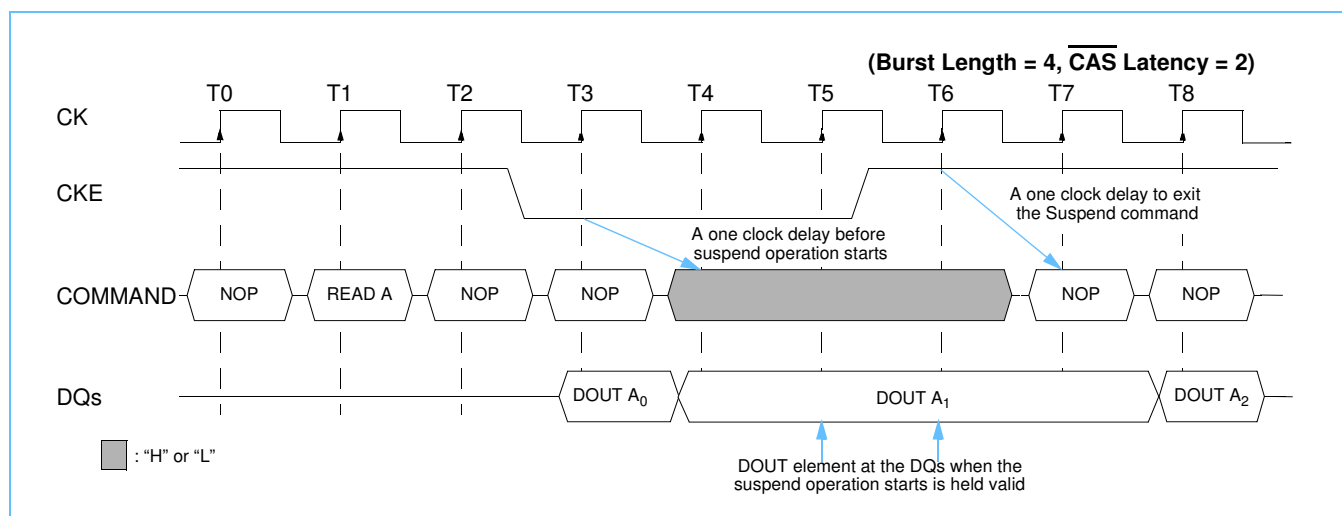 (Burst Length = 4, CAS Latency = 2)
T0 T1 T2 T3 T4 T5 T6 T7 T8
CK
CKE
A one clock delay to exit
the Suspend command
A one clock delay before
suspend operation starts
COMMAND NOP READ A NOP NOP NOP NOP
DQs DOUT A0 DOUT A1 DOUT A2
: “H” or “L”
DOUT element at the DQs when the
suspend operation starts is held valid